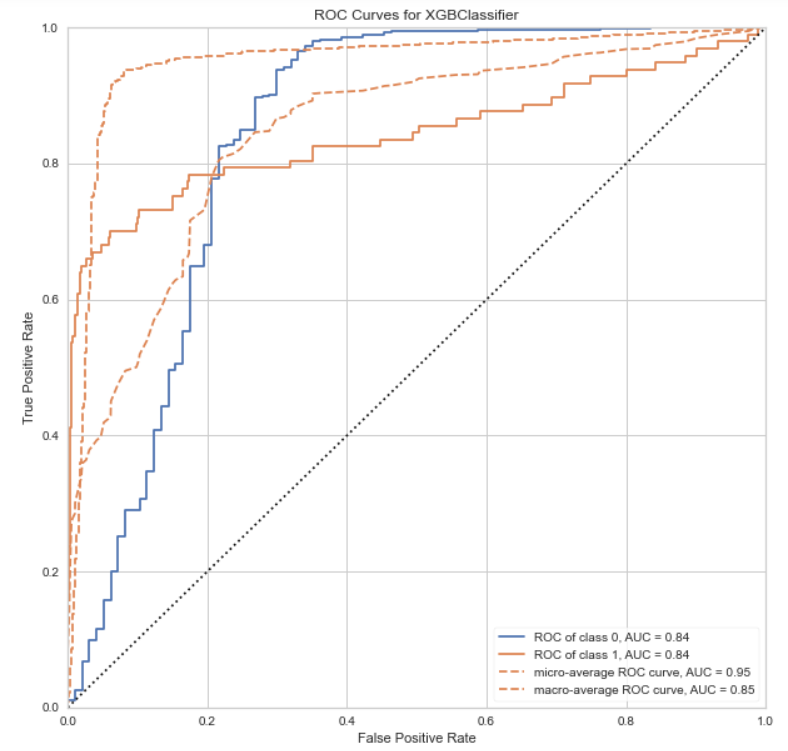 ROC Curves for XGBClassifier
1.0
0.8
0.6
0.4
0.2
0.0
True Positive Rate
0.0 0.2 0.4 0.6 0.8 1.0
False Positive Rate
ROC of class 0, AUC = 0.84
ROC of class 1, AUC = 0.84
micro-average ROC curve, AUC = 0.95
macro-average ROC curve, AUC = 0.85